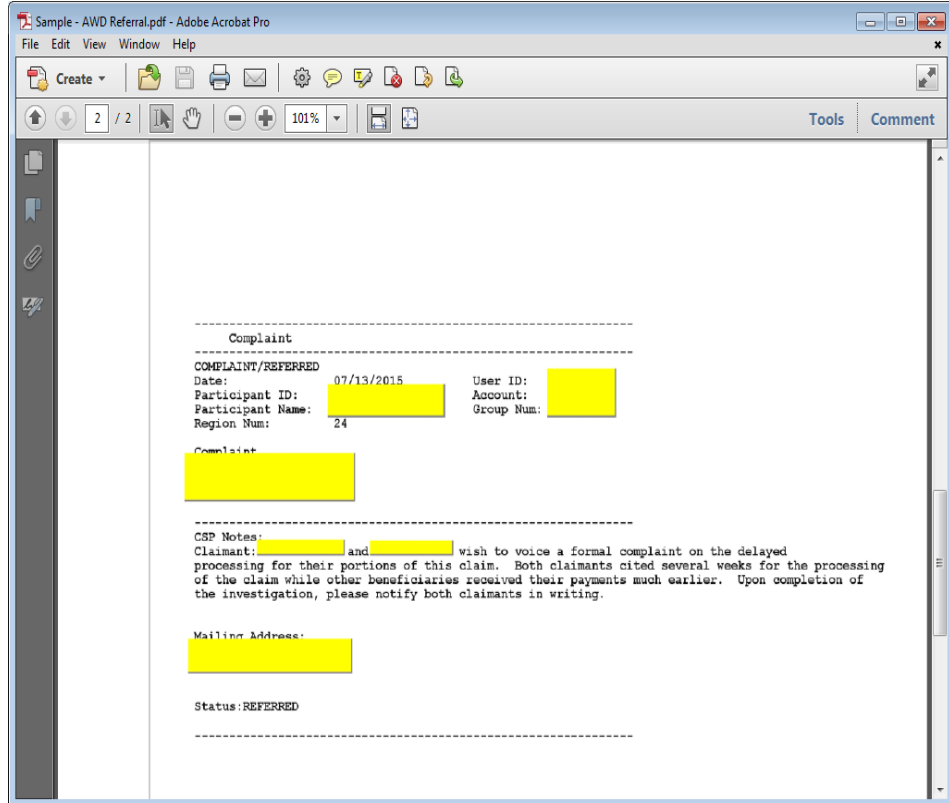 Sample - AWD Referral.pdf - Adobe Acrobat Pro
File Edit View Window Help
Create
2 / 2 101% Tools Comment
--------------------------------------------------------------
Complaint
--------------------------------------------------------------
COMPLAINT/REFERRED
Date: 07/13/2015 User ID:
Participant ID: Account:
Participant Name: Group Num:
Region Num: 24
Complaint
--------------------------------------------------------------
CSP Notes:
Claimant: and wish to voice a formal complaint on the delayed
processing for their portions of this claim. Both claimants cited several weeks for the processing
of the claim while other beneficiaries received their payments much earlier. Upon completion of
the investigation, please notify both claimants in writing.
Mailing Address:
Status:REFERRED
--------------------------------------------------------------